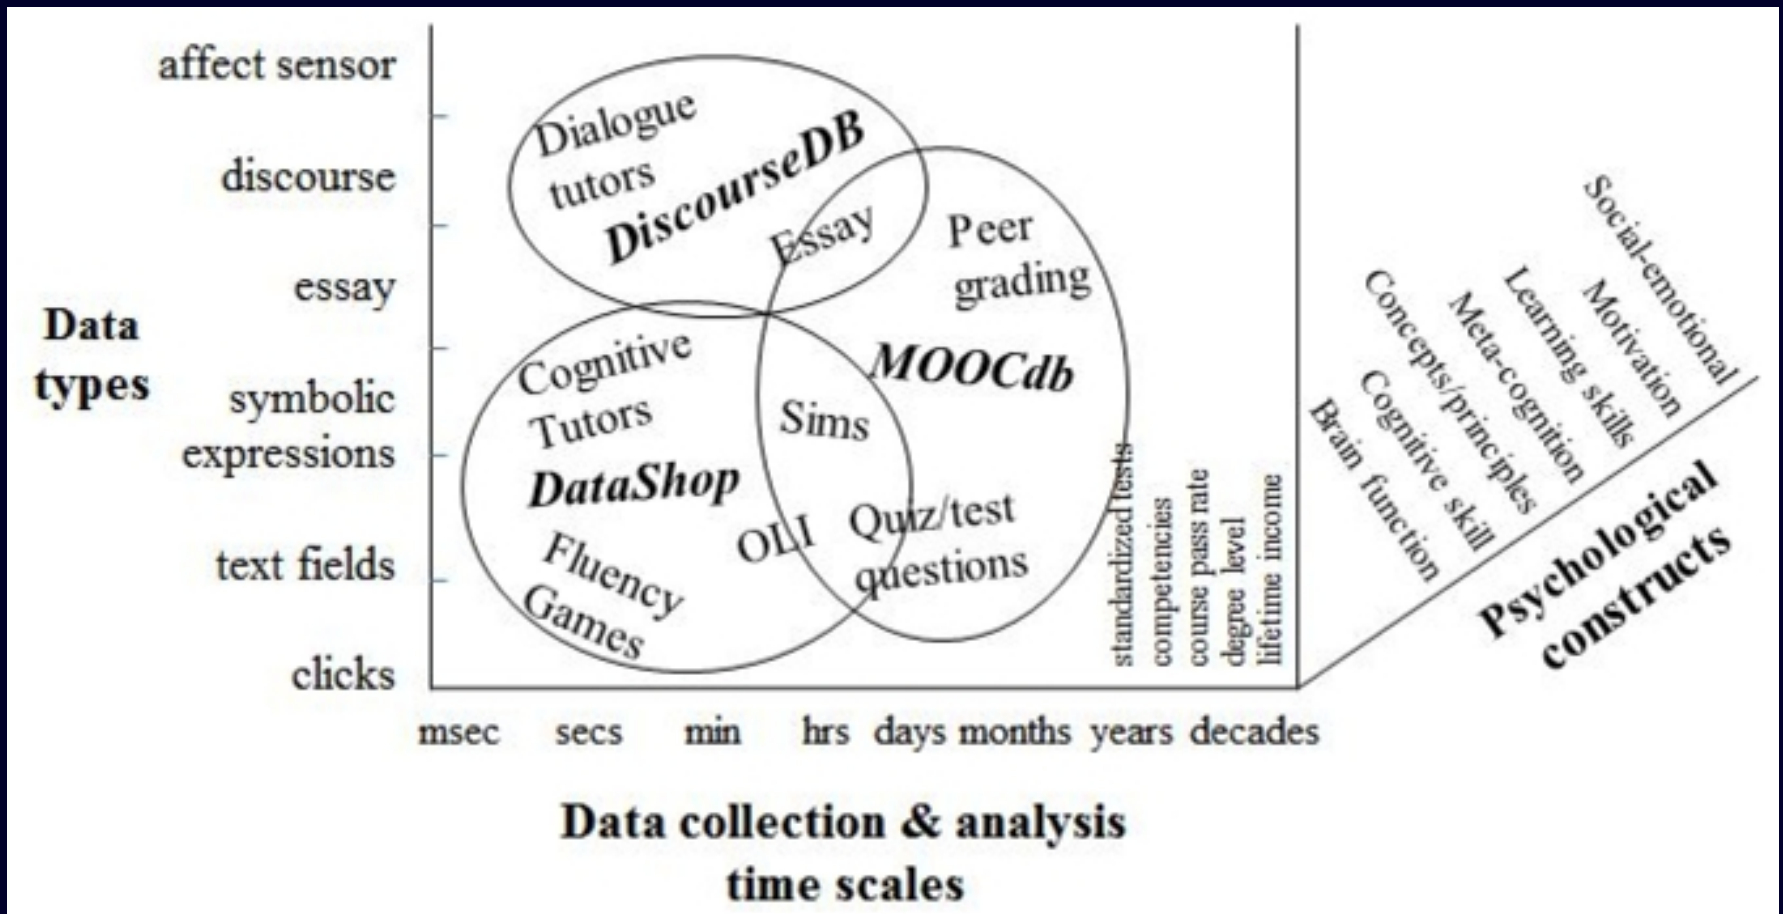 affect sensor
discourse
essay
symbolic
expressions
text fields
clicks
Data
types
Dialogue
tutors
DiscourseDB
Essay
Peer
grading
MOOCdb
Cognitive
Tutors
DataShop
Sims
OLI
Quiz/test
questions
Fluency
Games
standardized tests
competencies
course pass rate
degree level
lifetime income
msec secs min hrs days months years decades
Data collection & analysis
time scales
Brain function
Cognitive skill
Concepts/principles
Meta-cognition
Learning skills
Motivation
Social-emotional
Psychological
constructs